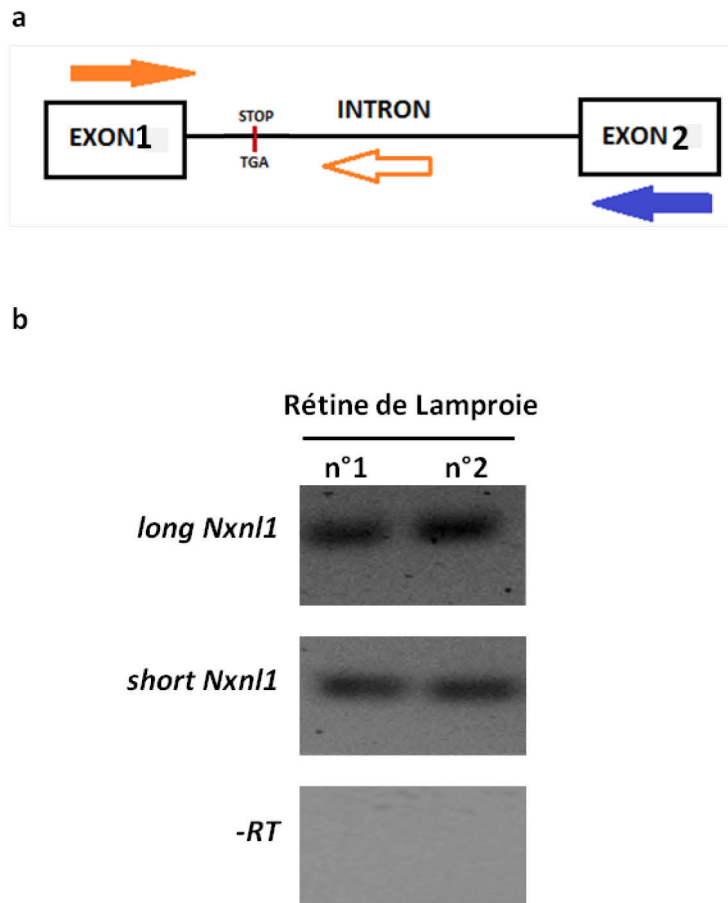 a
EXON1
STOP
TGA
INTRON
EXON 2
b
Rétine de Lamproie
n°1 n°2
long Nxnl1
short Nxnl1
-RT